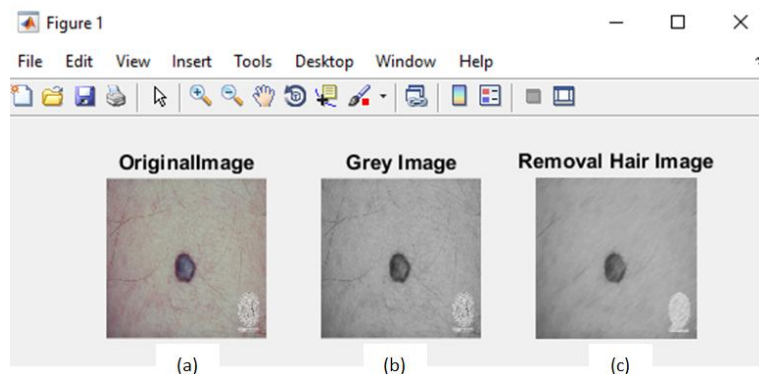 Figure 1
File Edit View Insert Tools Desktop Window Help
OriginalImage Grey Image Removal Hair Image
(a) (b) (c)